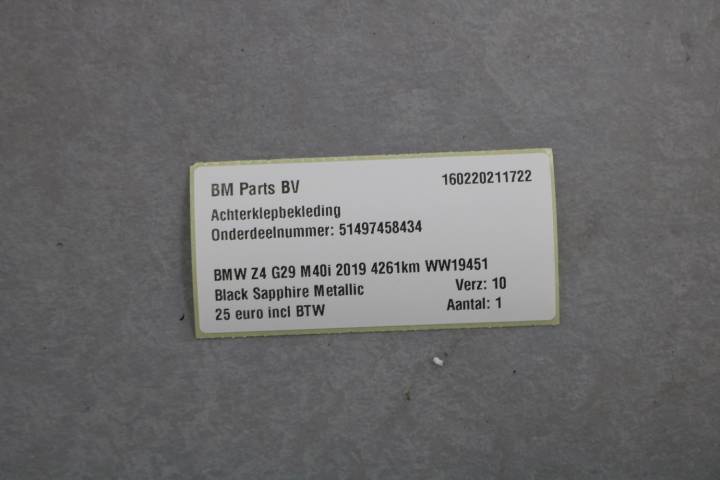 BM Parts BV 160220211722
Achterklepbekleding
Onderdeelnummer: 51497458434
BMW Z4 G29 M40i 2019 4261km WW19451
Black Sapphire Metallic Verz: 10
25 euro incl BTW Aantal: 1